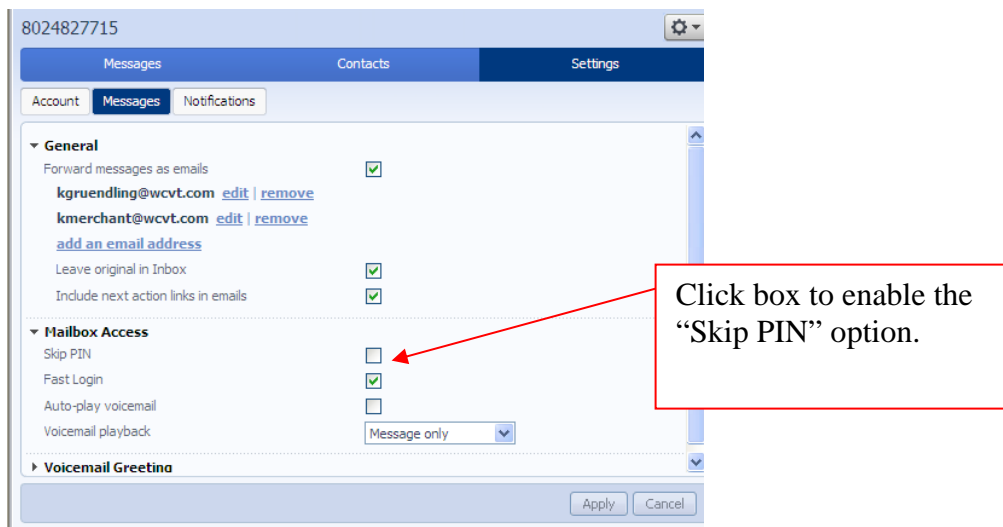 8024827715
Messages Contacts Settings
Account Messages Notifications
General
Forward messages as emails
kgruendling@wcvt.com edit | remove
kmerchant@wcvt.com edit | remove
add an email address
Leave original in Inbox
Include next action links in emails
Mailbox Access
Skip PIN
Fast Login
Auto-play voicemail
Voicemail playback Message only
Voicemail Greeting
Apply Cancel
Click box to enable the
“Skip PIN” option.